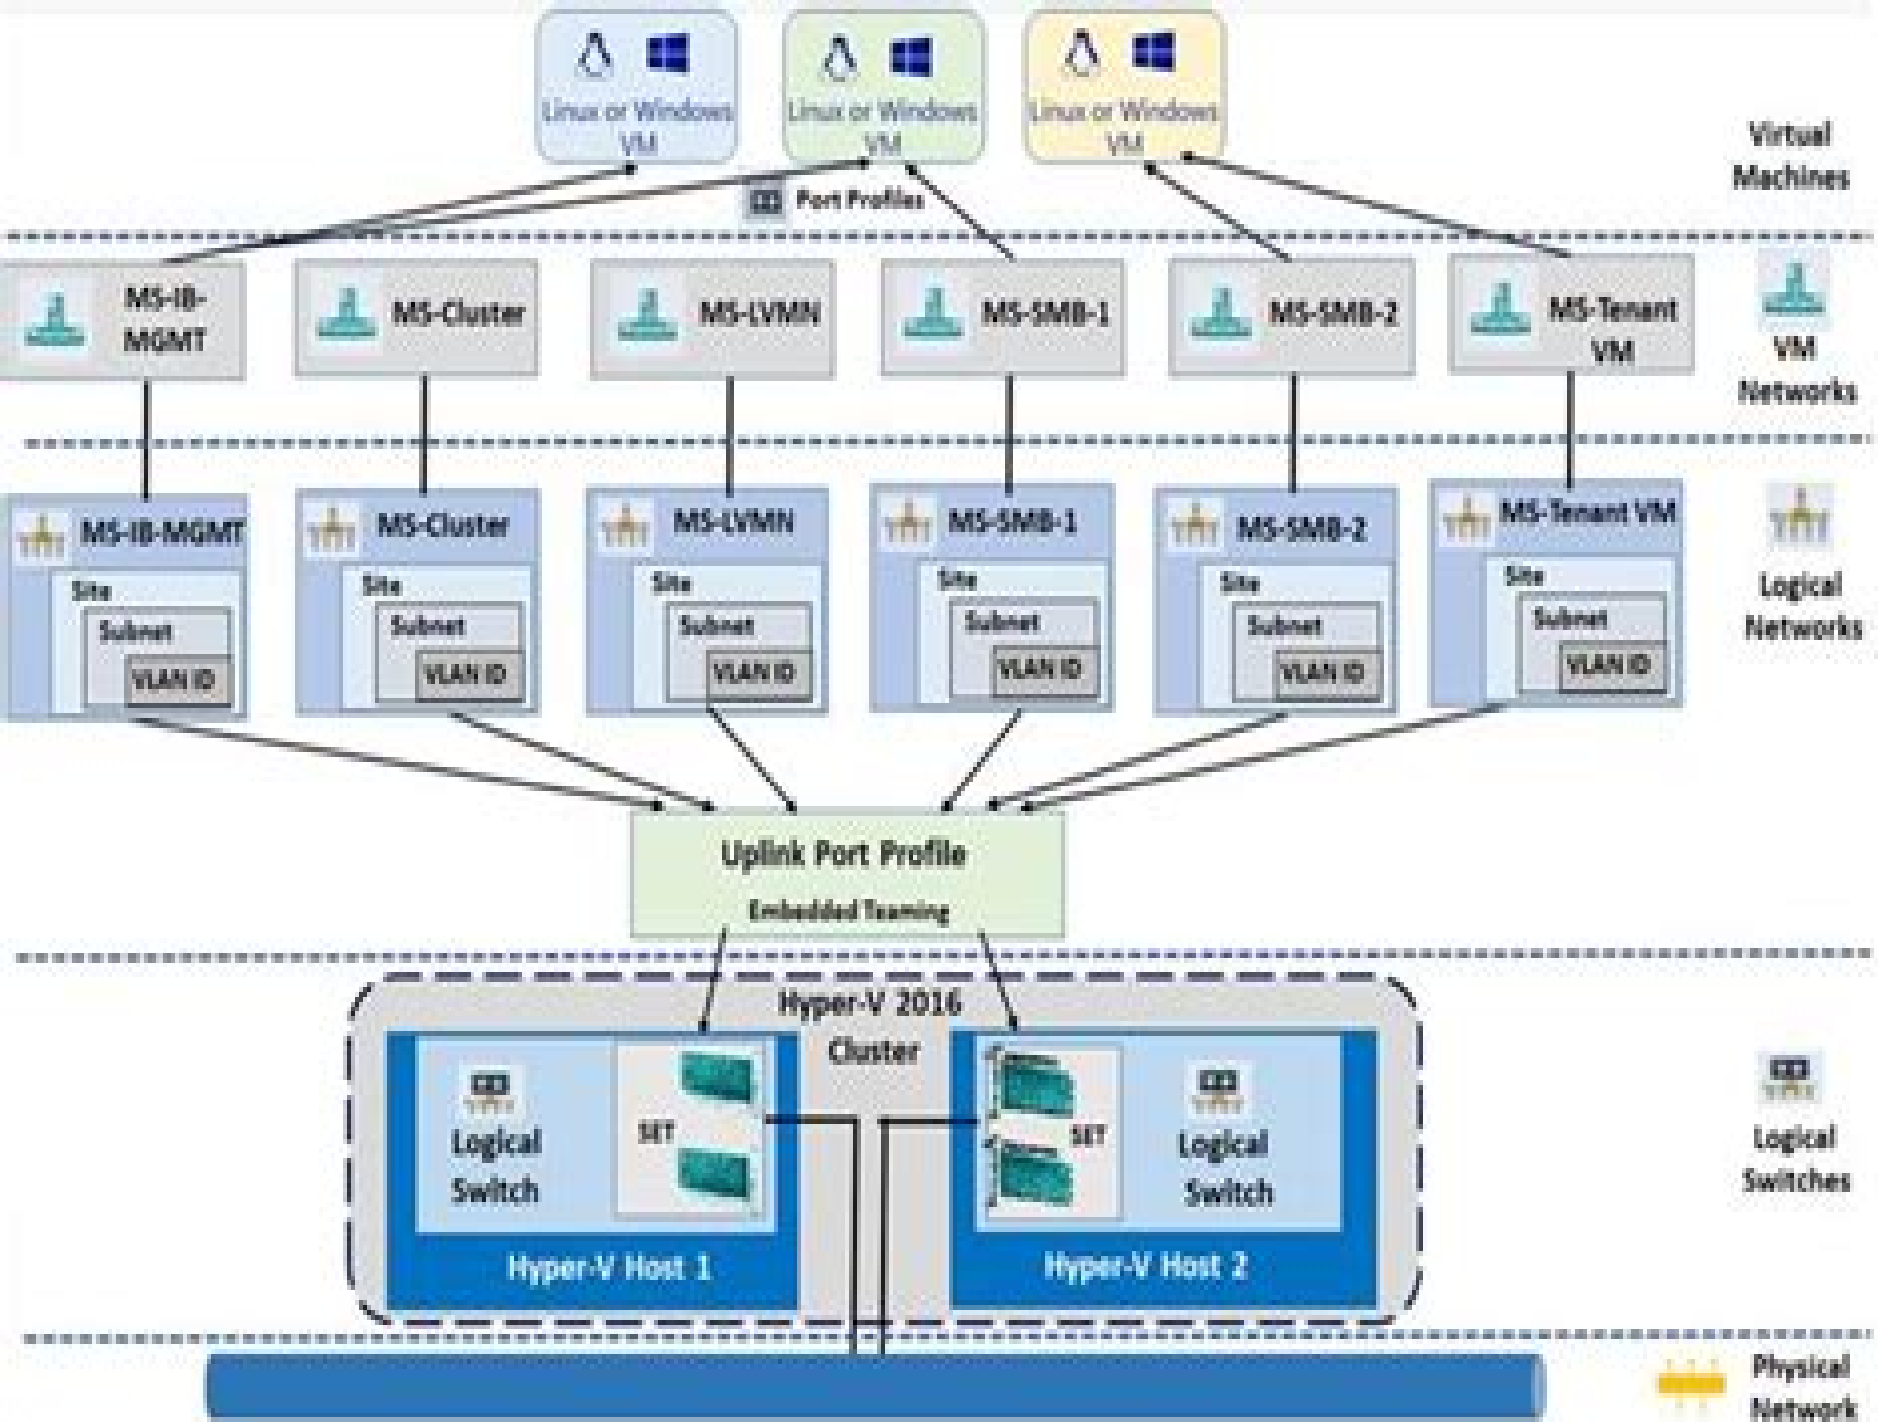 Linux or Windows
VM
Linux or Windows
VM
Linux or Windows
VM
Virtual
Machines
Port Profiles
MS-IB-
MGMT
MS-Cluster
MS-LVMN
MS-SMB-1
MS-SMB-2
MS-Tenant
VM
VM
Networks
MS-IB-MGMT
Site
Subnet
VLAN ID
MS-Cluster
Site
Subnet
VLAN ID
MS-LVMN
Site
Subnet
VLAN ID
MS-SMB-1
Site
Subnet
VLAN ID
MS-SMB-2
Site
Subnet
VLAN ID
MS-Tenant VM
Site
Subnet
VLAN ID
Logical
Networks
Uplink Port Profile
Embedded Teaming
Hyper-V 2016
Cluster
Logical
Switch
SET
Hyper-V Host 1
SET
Logical
Switch
Hyper-V Host 2
Logical
Switches
Physical
Network